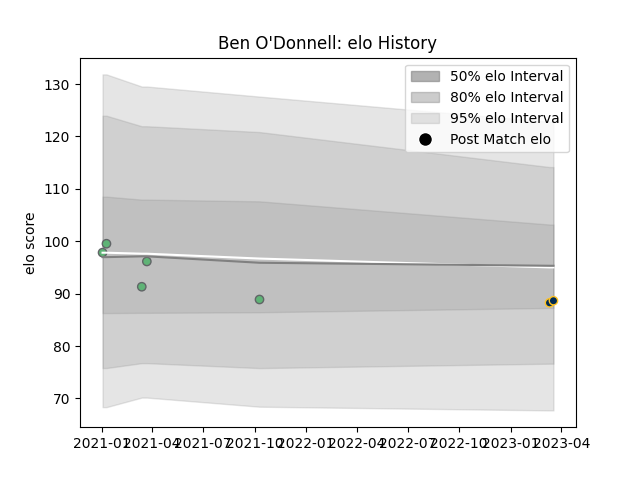 Ben O'Donnell: elo History
50% elo Interval
80% elo Interval
95% elo Interval
Post Match elo
elo score
130
120
110
100
90
80
70
2021-01 2021-04 2021-07 2021-10 2022-01 2022-04 2022-07 2022-10 2023-01 2023-04